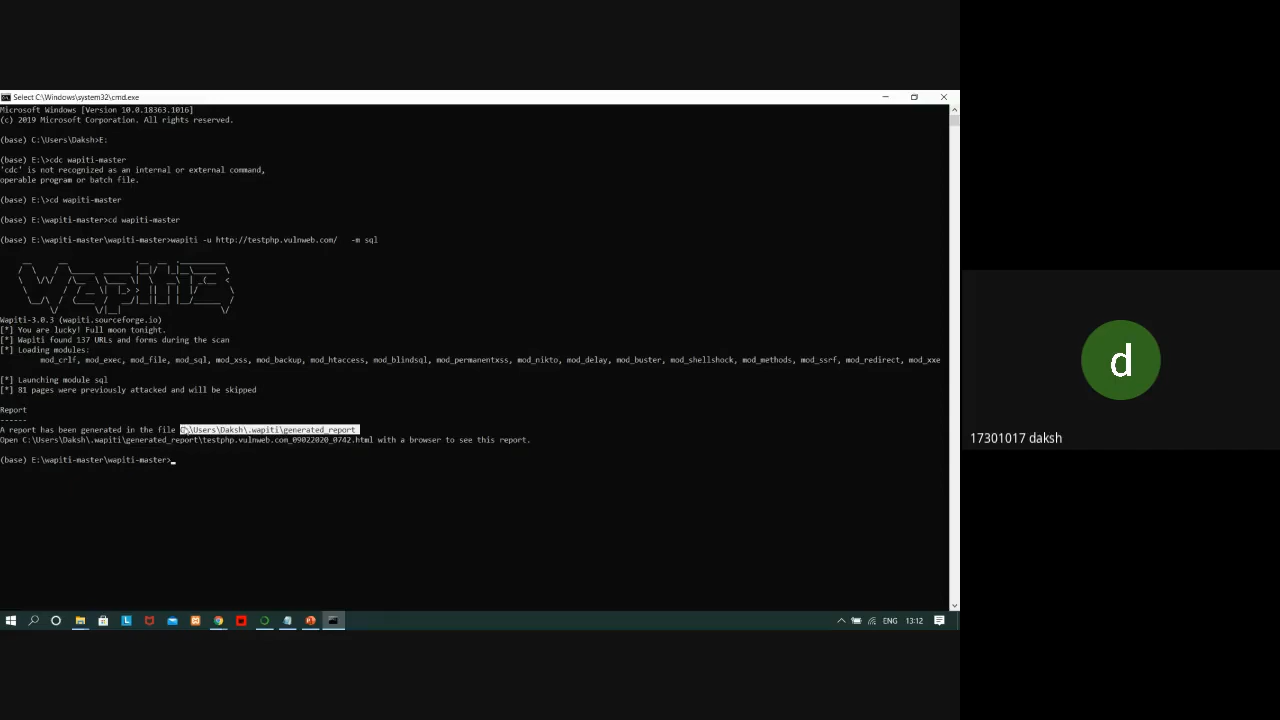 Select C:\Windows\system32\cmd.exe
Microsoft Windows [Version 10.0.18363.1016]
(c) 2019 Microsoft Corporation. All rights reserved.
(base) C:\Users\Daksh>E:
(base) E:\>cdc wapiti-master
'cdc' is not recognized as an internal or external command,
operable program or batch file.
(base) E:\>cd wapiti-master
(base) E:\wapiti-master>cd wapiti-master
(base) E:\wapiti-master\wapiti-master>wapiti -u http://testphp.vulnweb.com/ -m sql
Wapiti3
Wapiti-3.0.3 (wapiti.sourceforge.io)
[*] You are lucky! Full moon tonight.
[*] Wapiti found 137 URLs and forms during the scan
[*] Loading modules:
mod_crlf, mod_exec, mod_file, mod_sql, mod_xss, mod_backup, mod_htaccess, mod_blindsql, mod_permanentxss, mod_nikto, mod_delay, mod_buster, mod_shellshock, mod_methods, mod_ssrf, mod_redirect, mod_xxe
[*] Launching module sql
[*] 81 pages were previously attacked and will be skipped
Report
------
A report has been generated in the file C:\Users\Daksh\.wapiti\generated_report
Open C:\Users\Daksh\.wapiti\generated_report\testphp.vulnweb.com_09022020_0742.html with a browser to see this report.
(base) E:\wapiti-master\wapiti-master>
d
17301017 daksh
ENG
13:12